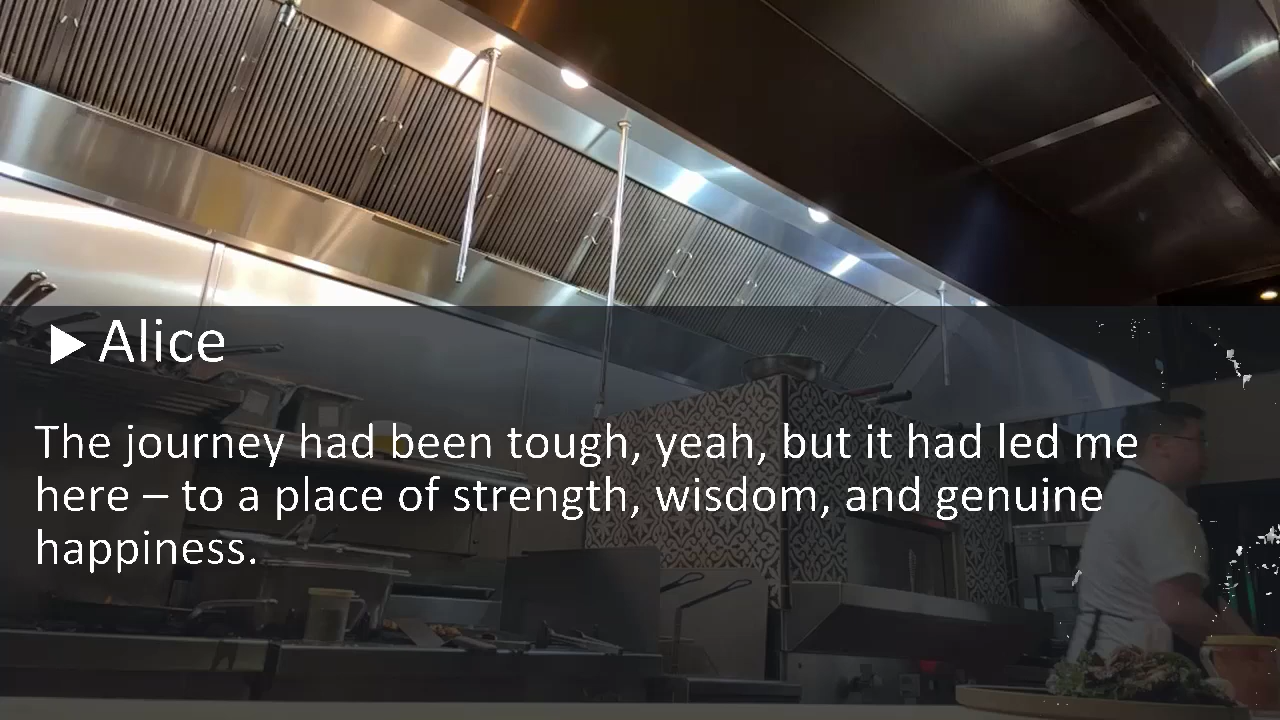 Alice
The journey had been tough, yeah, but it had led me
here – to a place of strength, wisdom, and genuine
happiness.